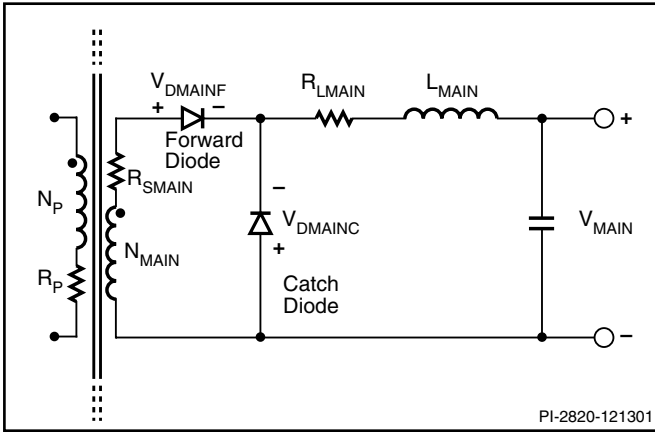 V_DMAINF
+ −
Forward
Diode
R_LMAIN
L_MAIN
+
R_SMAIN
N_P
N_MAIN
R_P
−
V_DMAINC
+
Catch
Diode
V_MAIN
−
PI-2820-121301